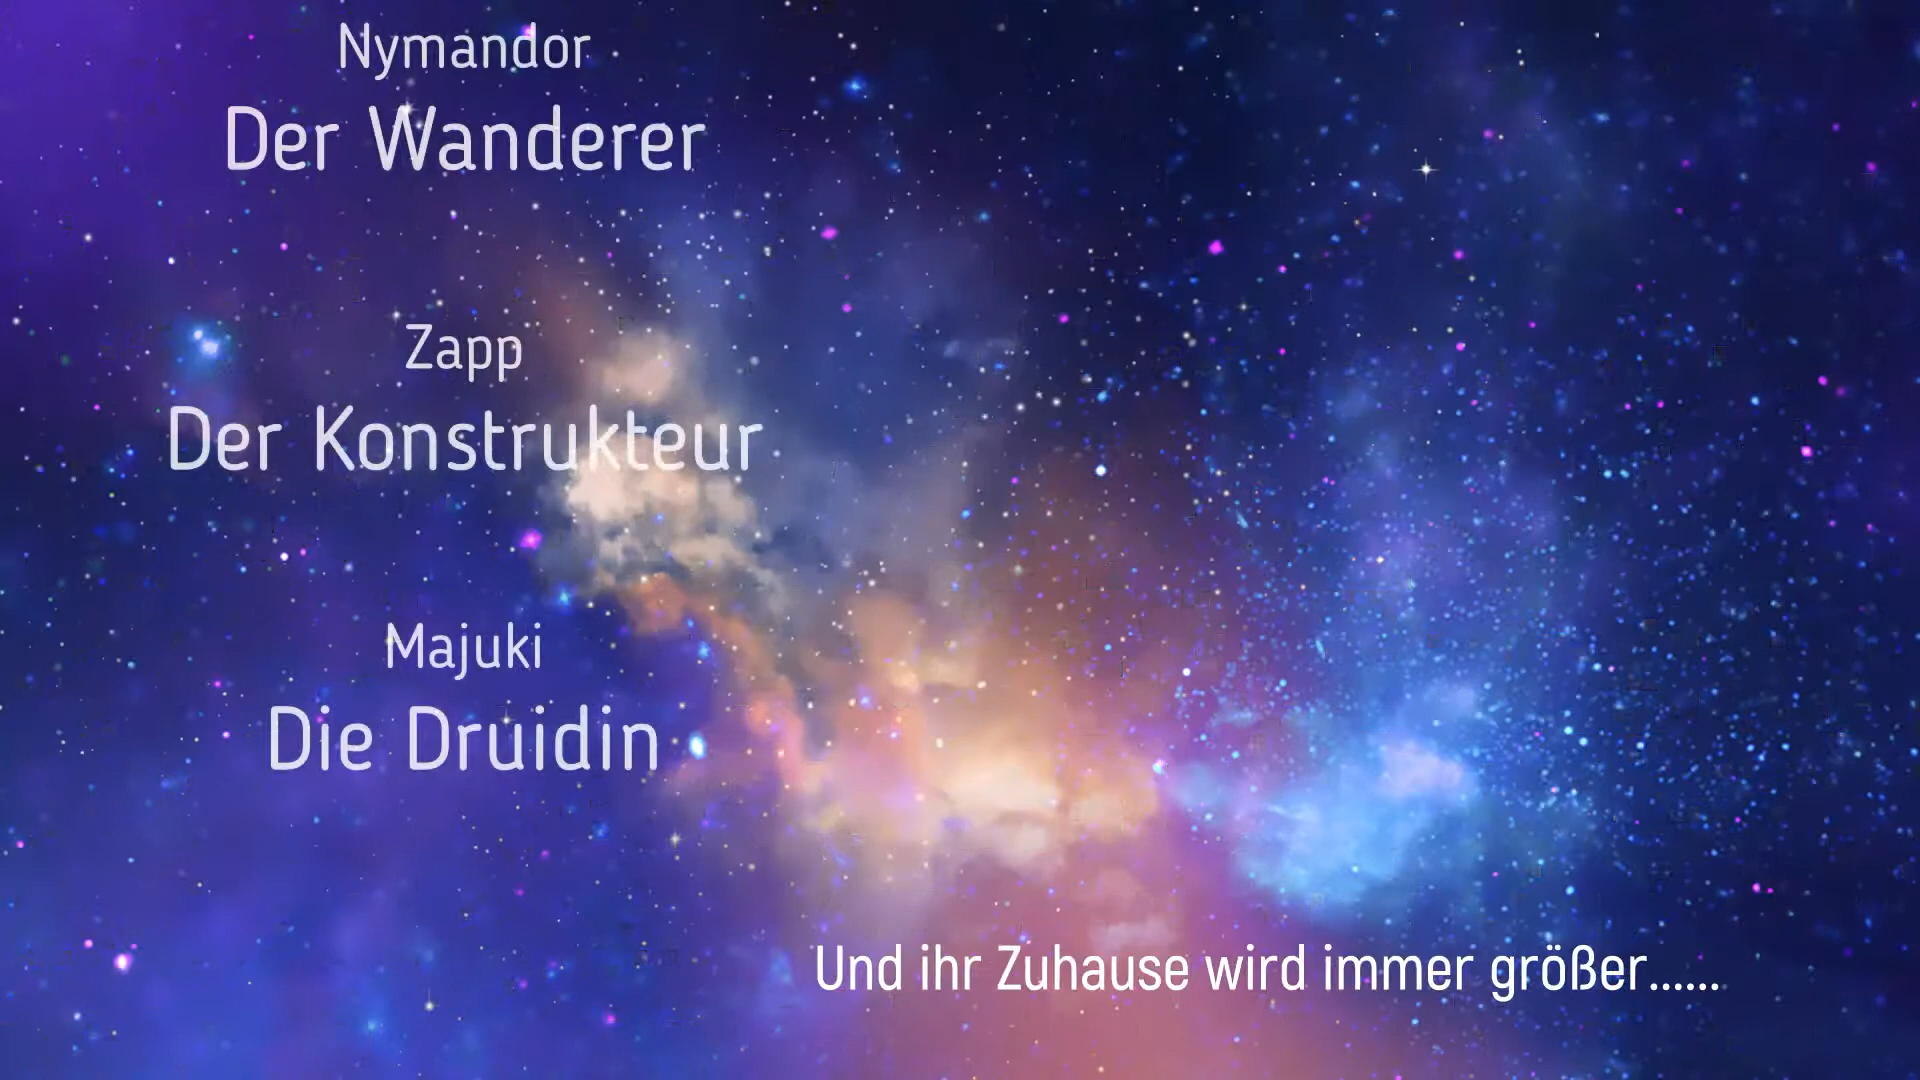 Nymandor
Der Wanderer
Zapp
Der Konstrukteur
Majuki
Die Druidin
Und ihr Zuhause wird immer größer......